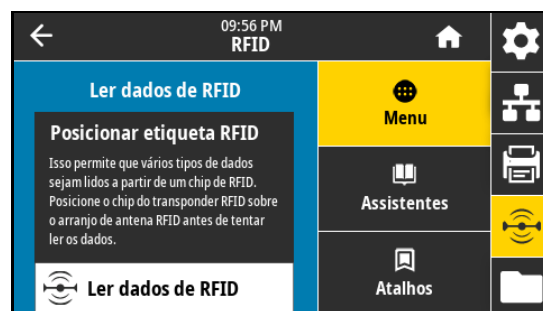 09:56 PM
RFID
Ler dados de RFID
Posicionar etiqueta RFID
Isso permite que vários tipos de dados
sejam lidos a partir de um chip de RFID.
Posicione o chip do transponder RFID sobre
o arranjo de antena RFID antes de tentar
ler os dados.
Ler dados de RFID
Menu
Assistentes
Atalhos